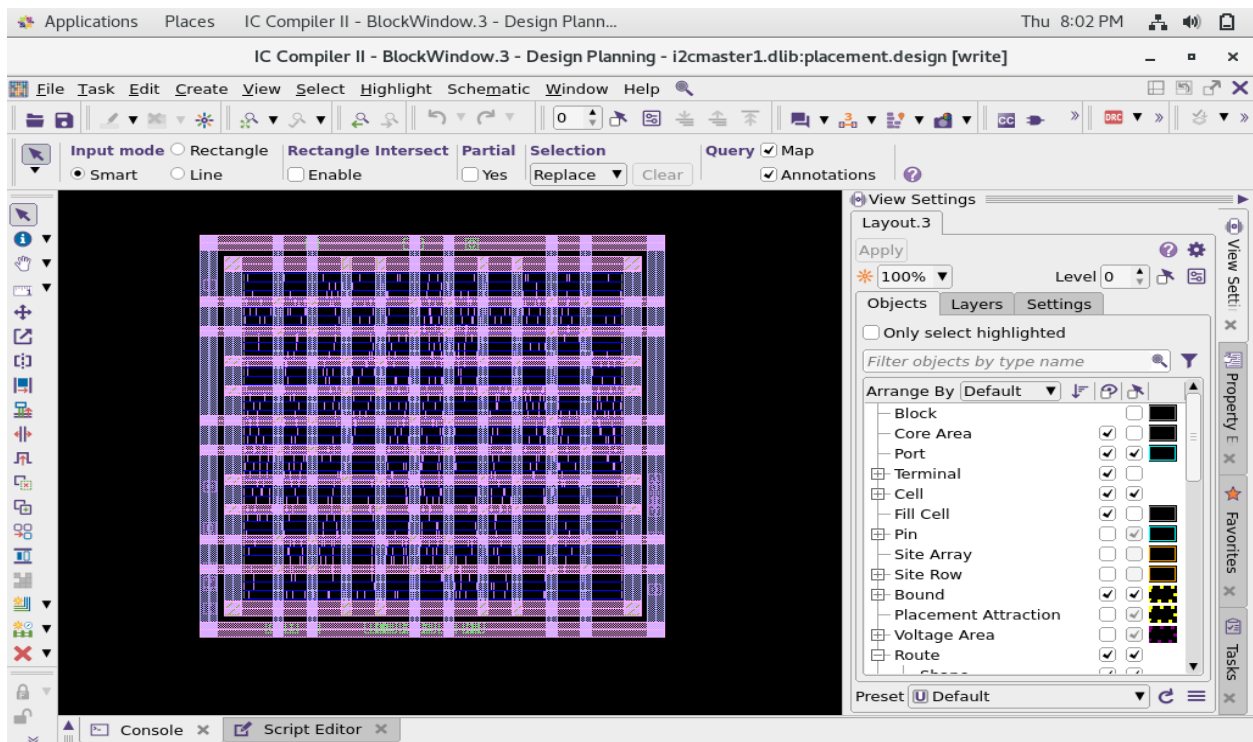 Applications Places IC Compiler II - BlockWindow.3 - Design Plann... Thu 8:02 PM
IC Compiler II - BlockWindow.3 - Design Planning - i2cmaster1.dlib:placement.design [write]
File Task Edit Create View Select Highlight Schematic Window Help
0 CC DRC » »
Input mode Rectangle Rectangle Intersect Partial Selection Query Map
Smart Line Enable Yes Replace Clear Annotations
View Settings
Layout.3
Apply
100% Level 0
Objects Layers Settings
Only select highlighted
Filter objects by type name
Arrange By Default
Block
Core Area
Port
Terminal
Cell
Fill Cell
Pin
Site Array
Site Row
Bound
Placement Attraction
Voltage Area
Route
Preset U Default
View Setti
Property E
Favorites
Tasks
Console Script Editor